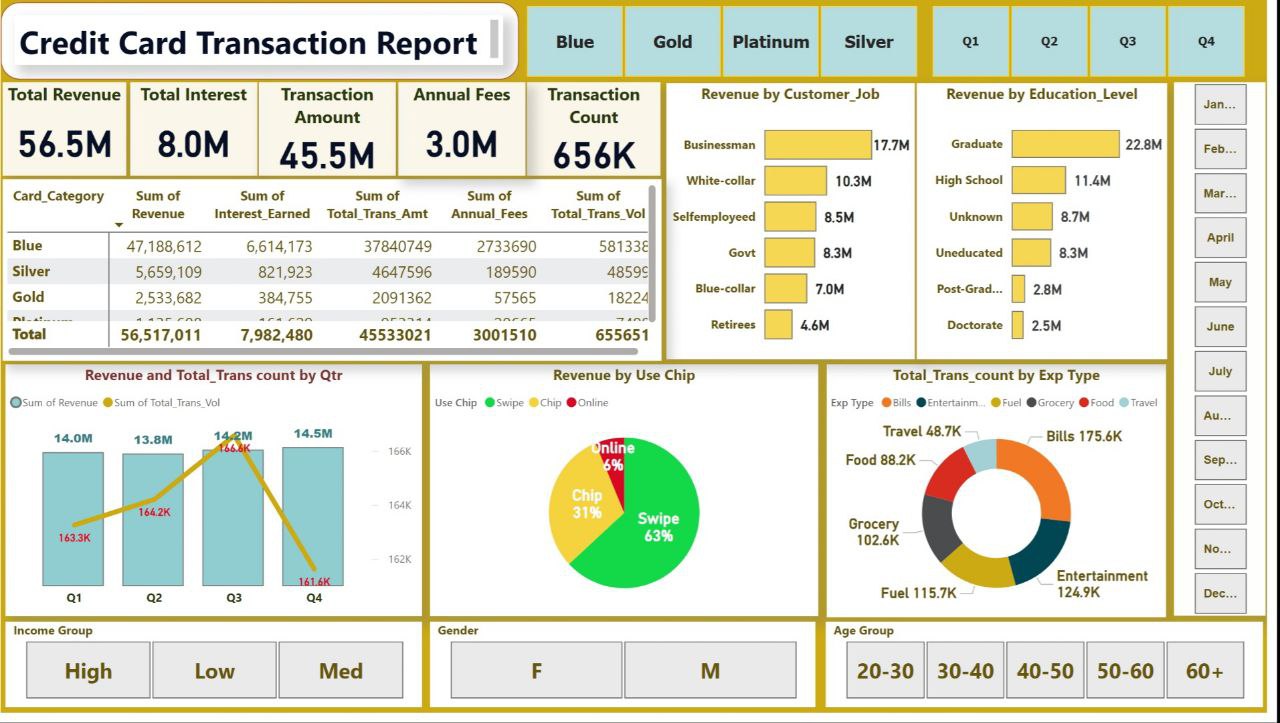 Credit Card Transaction Report
Blue Gold Platinum Silver
Q1 Q2 Q3 Q4
Total Revenue
56.5M
Total Interest
8.0M
Transaction
Amount
45.5M
Annual Fees
3.0M
Transaction
Count
656K
Card_Category Sum of Revenue Sum of Interest_Earned Sum of Total_Trans_Amt Sum of Annual_Fees Sum of Total_Trans_Vol
Blue 47,188,612 6,614,173 37840749 2733690 581338
Silver 5,659,109 821,923 4647596 189590 48599
Gold 2,533,682 384,755 2091362 57565 18224
Total 56,517,011 7,982,480 45533021 3001510 655651
Revenue by Customer_Job
Businessman 17.7M
White-collar 10.3M
Selfemployeed 8.5M
Govt 8.3M
Blue-collar 7.0M
Retirees 4.6M
Revenue by Education_Level
Graduate 22.8M
High School 11.4M
Unknown 8.7M
Uneducated 8.3M
Post-Grad... 2.8M
Doctorate 2.5M
Jan...
Feb...
Mar...
April
May
June
July
Au...
Sep...
Oct...
No...
Dec...
Revenue and Total_Trans count by Qtr
Sum of Revenue Sum of Total_Trans_Vol
14.0M 13.8M 14.2M 14.5M
163.3K 164.2K 166.6K 161.6K
166K
164K
162K
Q1 Q2 Q3 Q4
Revenue by Use Chip
Use Chip Swipe Chip Online
Online
6%
Chip
31%
Swipe
63%
Total_Trans_count by Exp Type
Exp Type Bills Entertainm... Fuel Grocery Food Travel
Travel 48.7K
Bills 175.6K
Food 88.2K
Grocery
102.6K
Entertainment
124.9K
Fuel 115.7K
Income Group
High Low Med
Gender
F M
Age Group
20-30 30-40 40-50 50-60 60+